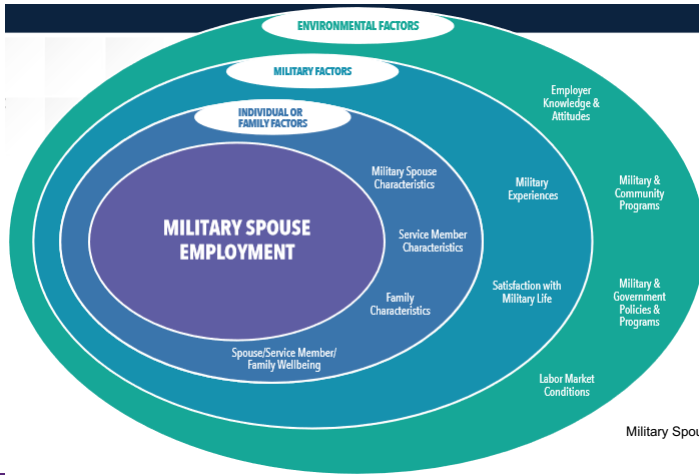 ENVIRONMENTAL FACTORS
MILITARY FACTORS
INDIVIDUAL OR
FAMILY FACTORS
MILITARY SPOUSE
EMPLOYMENT
Military Spouse
Characteristics
Service Member
Characteristics
Family
Characteristics
Spouse/Service Member/
Family Wellbeing
Military
Experiences
Satisfaction with
Military Life
Employer
Knowledge &
Attitudes
Military &
Community
Programs
Military &
Government
Policies &
Programs
Labor Market
Conditions
Military Spou